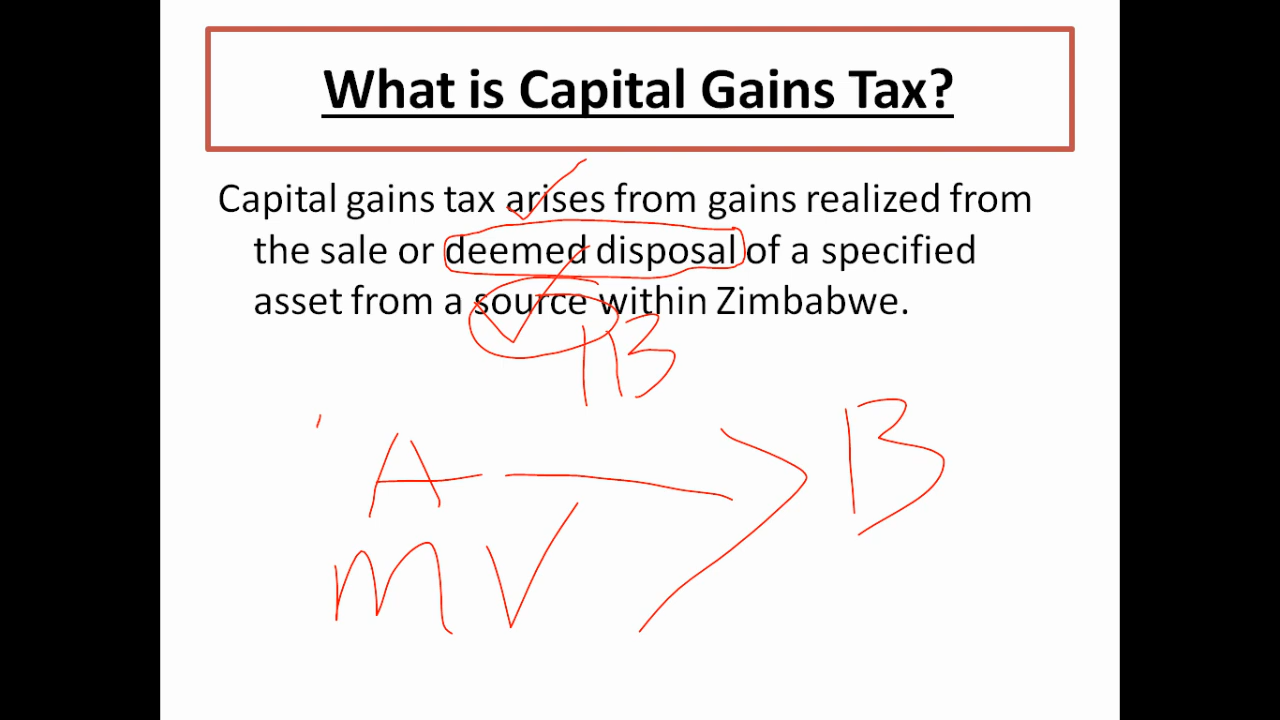 What is Capital Gains Tax?
Capital gains tax arises from gains realized from
the sale or deemed disposal of a specified
asset from a source within Zimbabwe.
A B
MV